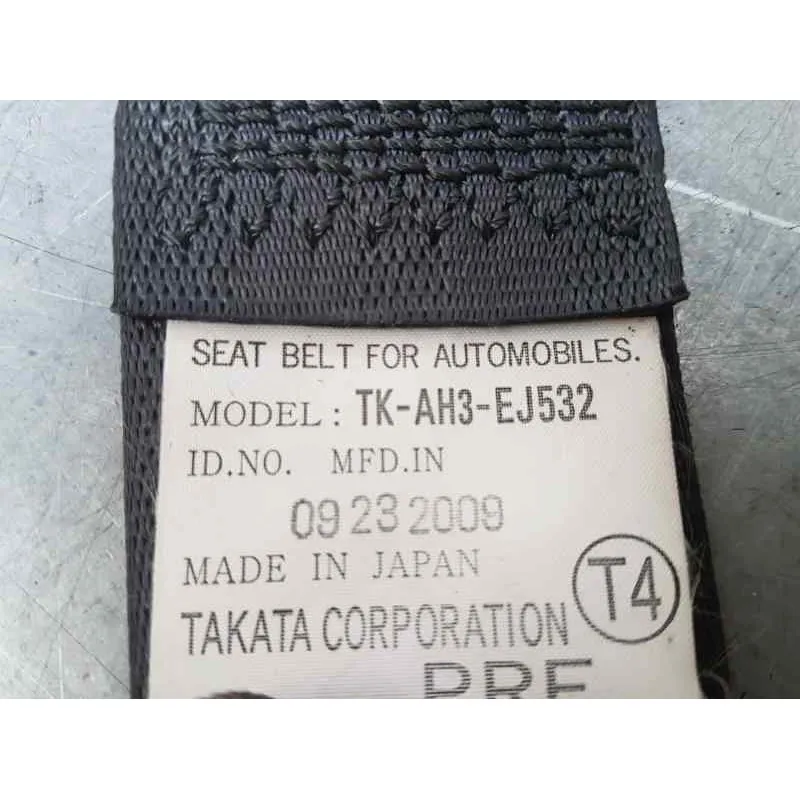 SEAT BELT FOR AUTOMOBILES.
MODEL: TK-AH3-EJ532
ID.NO. MFD.IN
09 23 2009
MADE IN JAPAN
T4
TAKATA CORPORATION
PRE